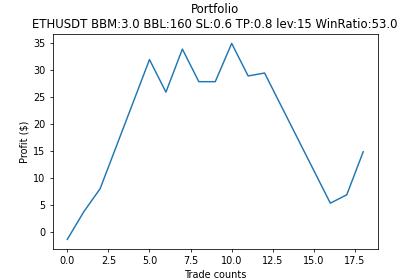 Portfolio
ETHUSDT BBM:3.0 BBL:160 SL:0.6 TP:0.8 lev:15 WinRatio:53.0
Profit ($)
35
30
25
20
15
10
5
0
0.0 2.5 5.0 7.5 10.0 12.5 15.0 17.5
Trade counts